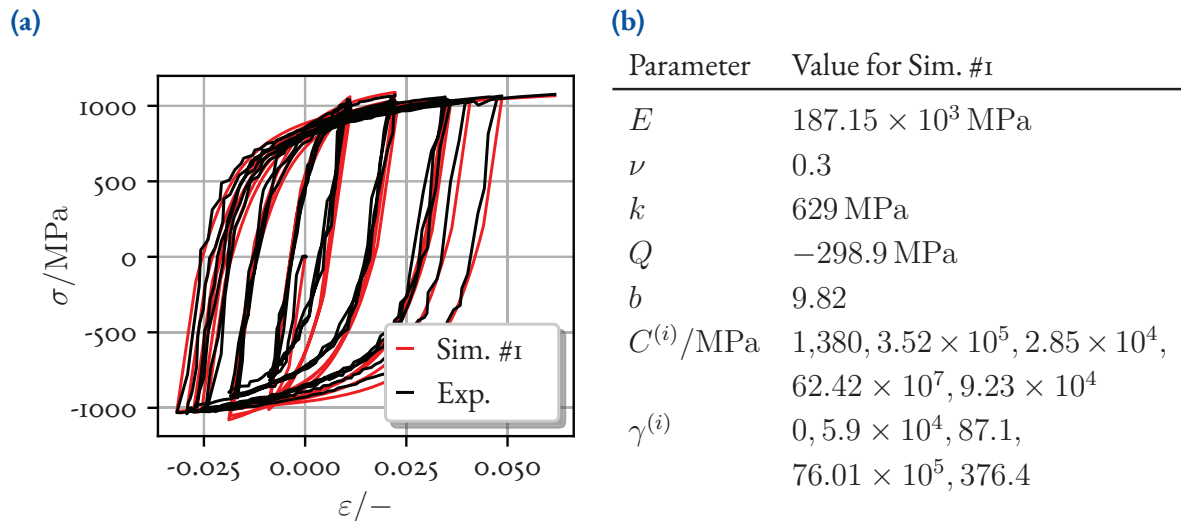 (a)
1000
500
0
-500
-1000
σ/MPa
-0.025 0.000 0.025 0.050
ε/−
Sim. #1
Exp.
(b)
Parameter Value for Sim. #1
E 187.15 × 10³ MPa
ν 0.3
k 629 MPa
Q −298.9 MPa
b 9.82
C⁽ⁱ⁾/MPa 1,380, 3.52 × 10⁵, 2.85 × 10⁴,
62.42 × 10⁷, 9.23 × 10⁴
γ⁽ⁱ⁾ 0, 5.9 × 10⁴, 87.1,
76.01 × 10⁵, 376.4